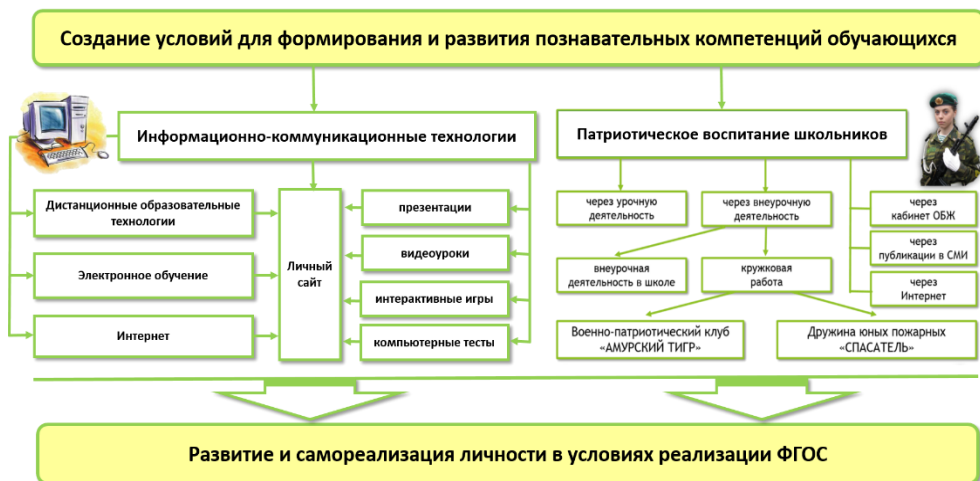 Создание условий для формирования и развития познавательных компетенций обучающихся
Информационно-коммуникационные технологии
Дистанционные образовательные
технологии
Электронное обучение
Интернет
Личный
сайт
презентации
видеоуроки
интерактивные игры
компьютерные тесты
Патриотическое воспитание школьников
через урочную
деятельность
через внеурочную
деятельность
через
кабинет ОБЖ
через
публикации в СМИ
через
Интернет
внеурочная
деятельность в школе
кружковая
работа
Военно-патриотический клуб
«АМУРСКИЙ ТИГР»
Дружина юных пожарных
«СПАСАТЕЛЬ»
Развитие и самореализация личности в условиях реализации ФГОС